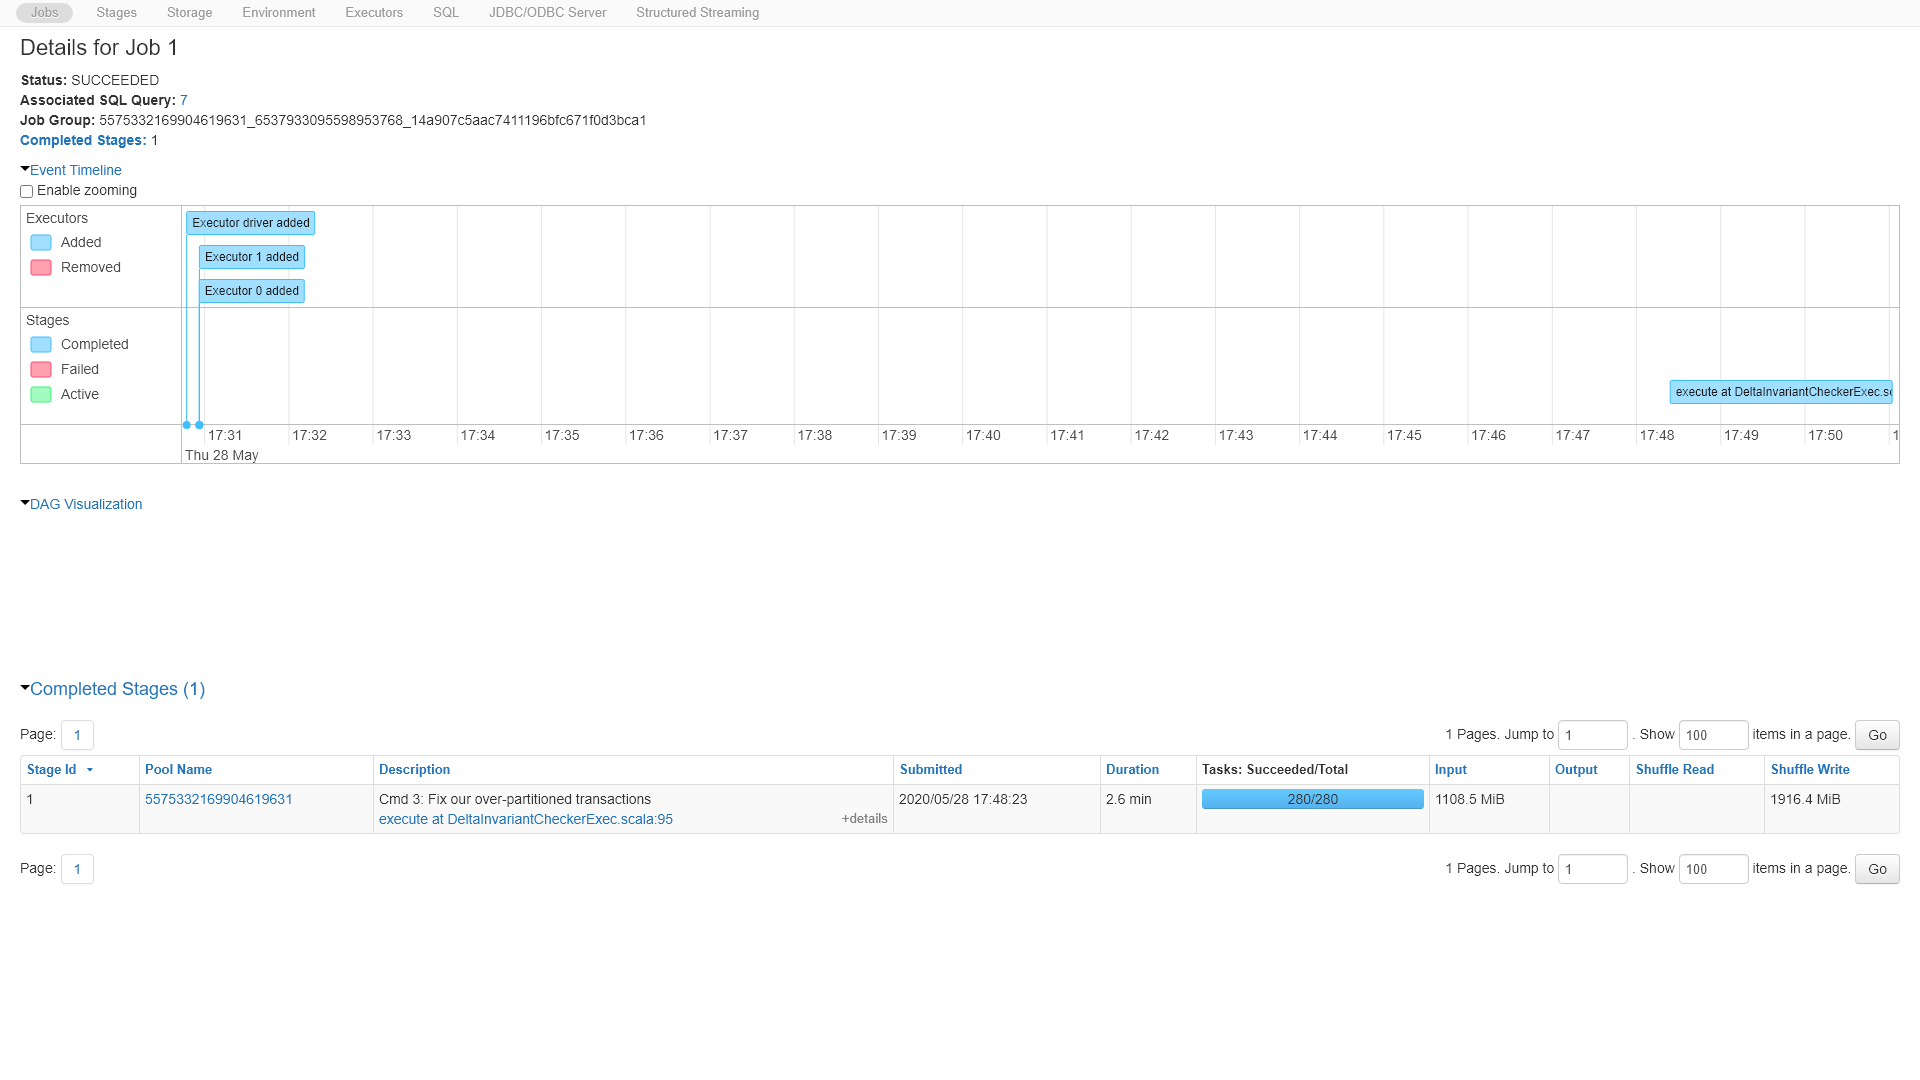 Jobs Stages Storage Environment Executors SQL JDBC/ODBC Server Structured Streaming
Details for Job 1
Status: SUCCEEDED
Associated SQL Query: 7
Job Group: 5575332169904619631_6537933095598953768_14a907c5aac7411196bfc671f0d3bca1
Completed Stages: 1
Event Timeline
Enable zooming
Executors
Added
Removed
Executor driver added
Executor 1 added
Executor 0 added
Stages
Completed
Failed
Active
execute at DeltaInvariantCheckerExec.s
17:31 17:32 17:33 17:34 17:35 17:36 17:37 17:38 17:39 17:40 17:41 17:42 17:43 17:44 17:45 17:46 17:47 17:48 17:49 17:50 1
Thu 28 May
DAG Visualization
Completed Stages (1)
Page: 1 1 Pages. Jump to 1 . Show 100 items in a page. Go
Stage Id Pool Name Description Submitted Duration Tasks: Succeeded/Total Input Output Shuffle Read Shuffle Write
1 5575332169904619631 Cmd 3: Fix our over-partitioned transactions 2020/05/28 17:48:23 2.6 min 280/280 1108.5 MiB 1916.4 MiB
execute at DeltaInvariantCheckerExec.scala:95 +details
Page: 1 1 Pages. Jump to 1 . Show 100 items in a page. Go